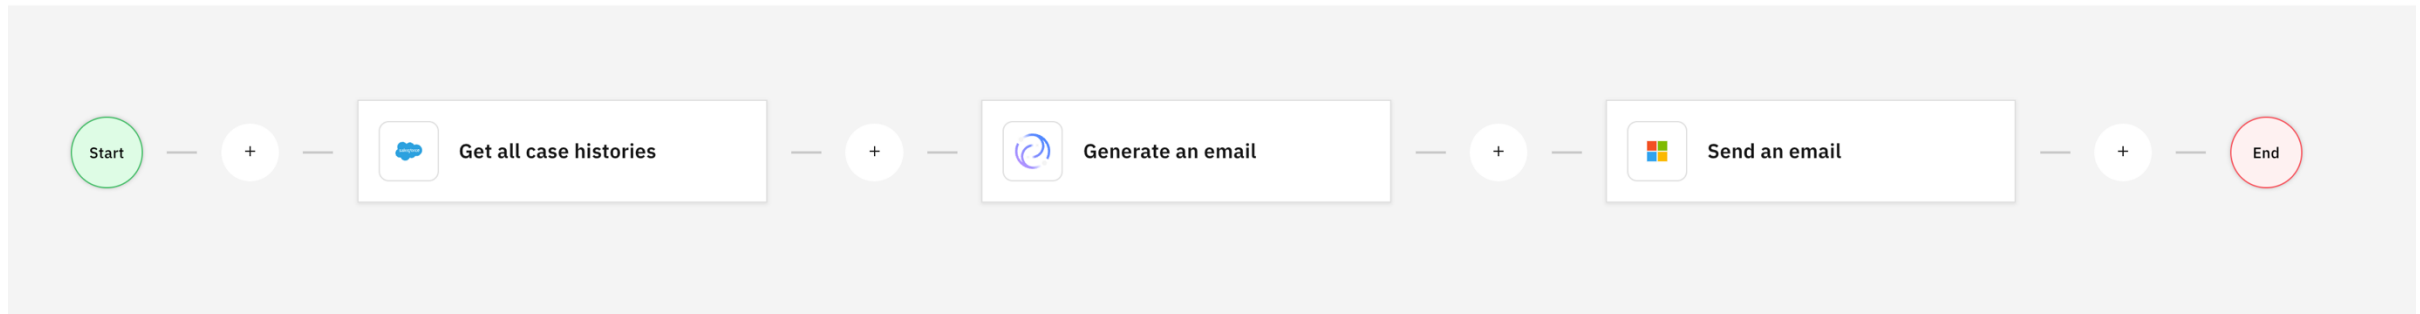 Start
+
Get all case histories
+
Generate an email
+
Send an email
+
End